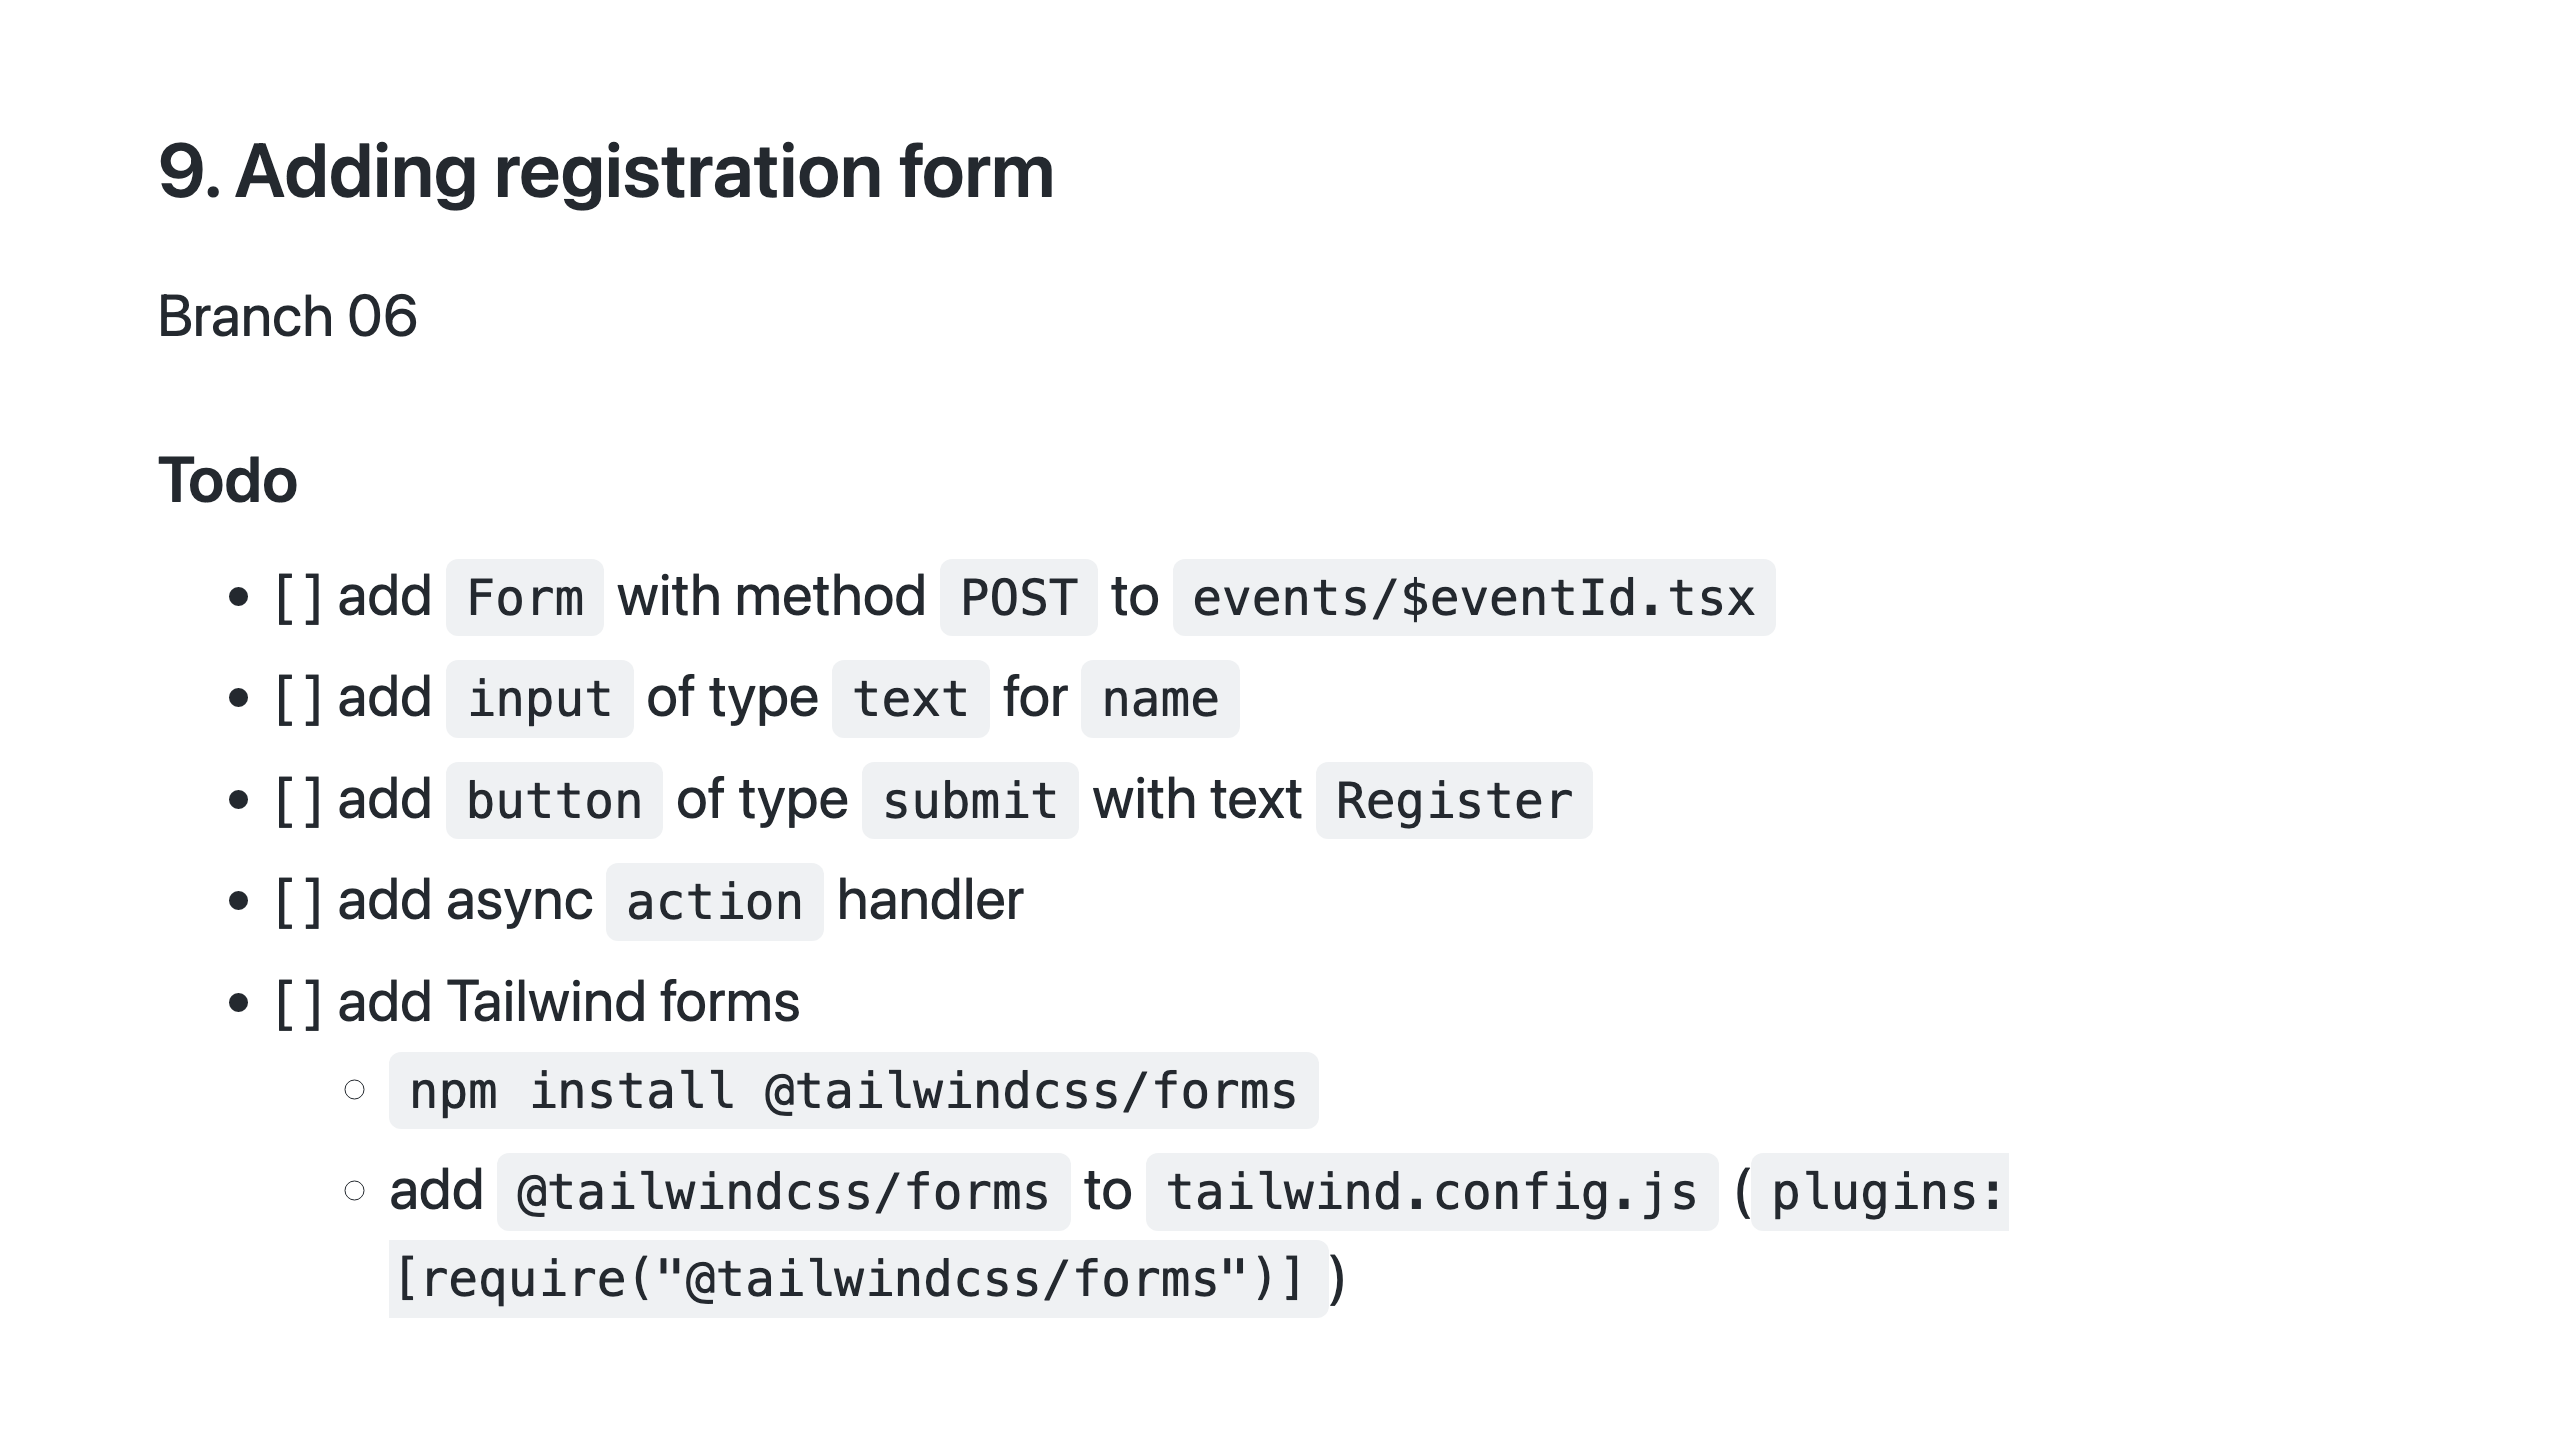 9. Adding registration form
Branch 06
Todo
[ ] add Form with method POST to events/$eventId.tsx
[ ] add input of type text for name
[ ] add button of type submit with text Register
[ ] add async action handler
[ ] add Tailwind forms
npm install @tailwindcss/forms
add @tailwindcss/forms to tailwind.config.js (plugins:
[require("@tailwindcss/forms")])